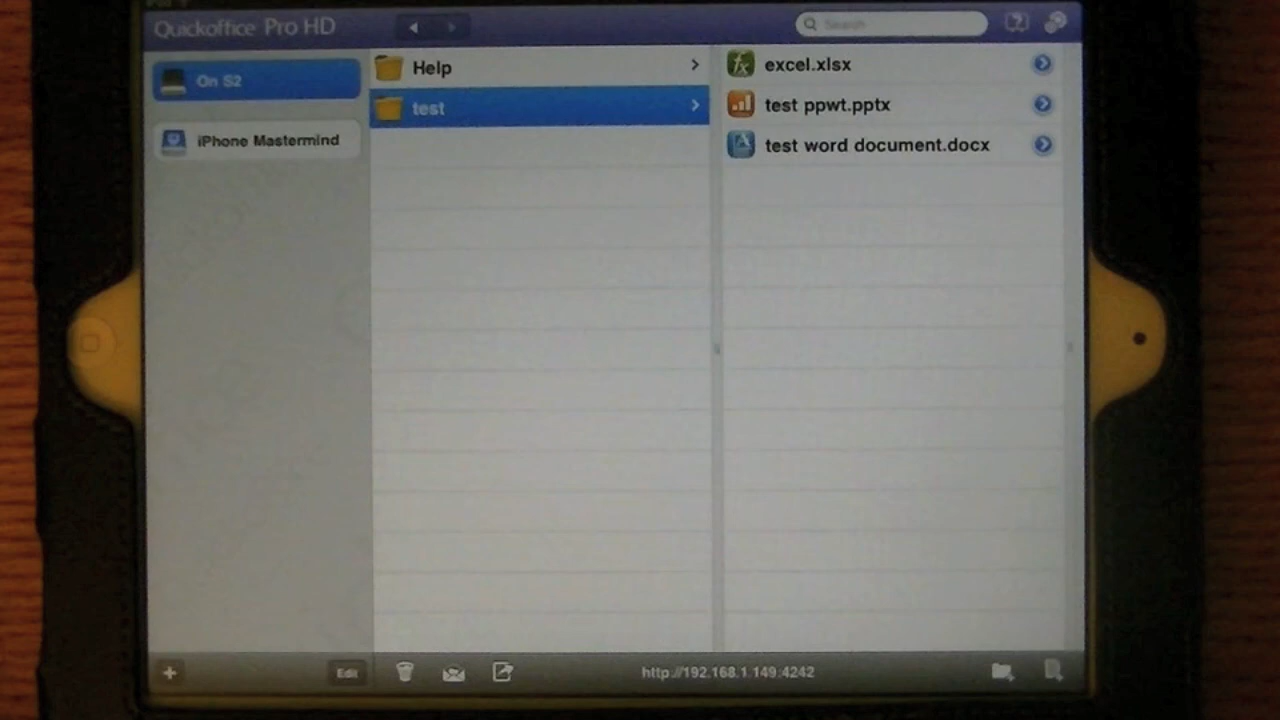 Quickoffice Pro HD
Search
On S2
iPhone Mastermind
Help
test
excel.xlsx
test ppwt.pptx
test word document.docx
Edit
http://192.168.1.149:4242